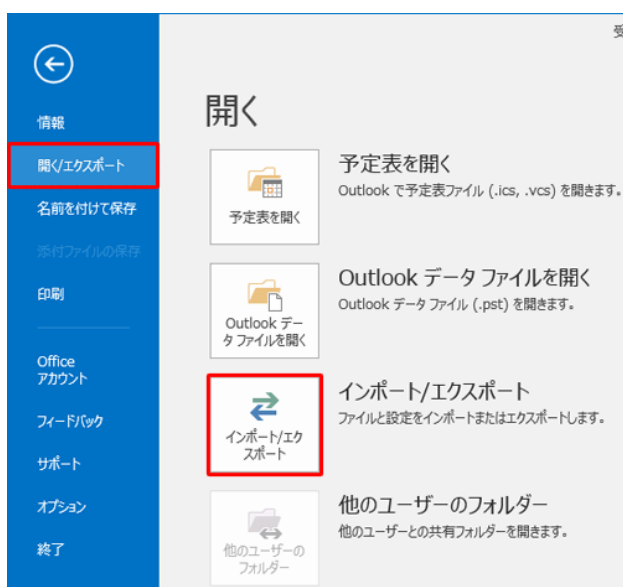 受
情報
開く/エクスポート
名前を付けて保存
添付ファイルの保存
印刷
Office
アカウント
フィードバック
サポート
オプション
終了
開く
予定表を開く
予定表を開く
Outlook で予定表ファイル (.ics, .vcs) を開きます。
Outlook デー
タ ファイルを開く
Outlook データ ファイルを開く
Outlook データ ファイル (.pst) を開きます。
インポート/エク
スポート
インポート/エクスポート
ファイルと設定をインポートまたはエクスポートします。
他のユーザーの
フォルダー
他のユーザーのフォルダー
他のユーザーとの共有フォルダーを開きます。